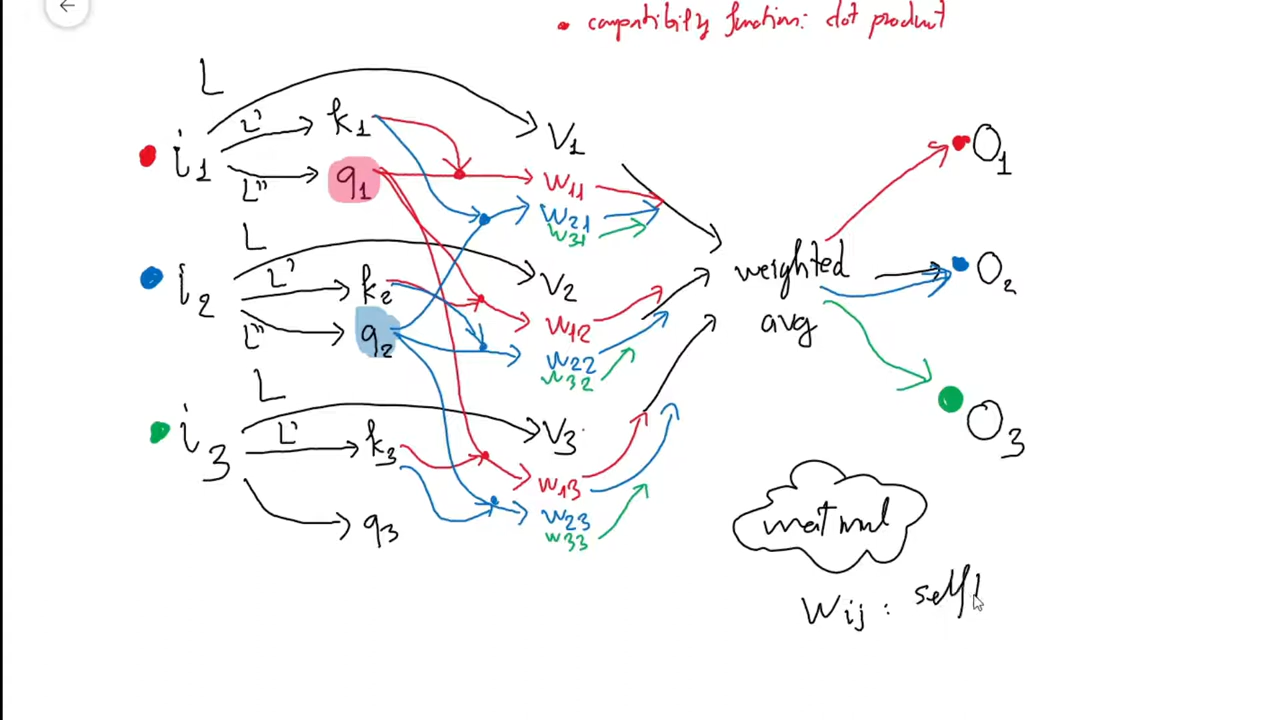 • compatibility function: dot product
L
L' k1 V1
i1 L'' q1 w11
w21
w31
O1
L
i2 L' k2 V2
L'' q2 w12
w22
w32
weighted
avg
O2
L
i3 L' k3 V3
q3 w13
w23
w33
O3
matmul
Wij : self